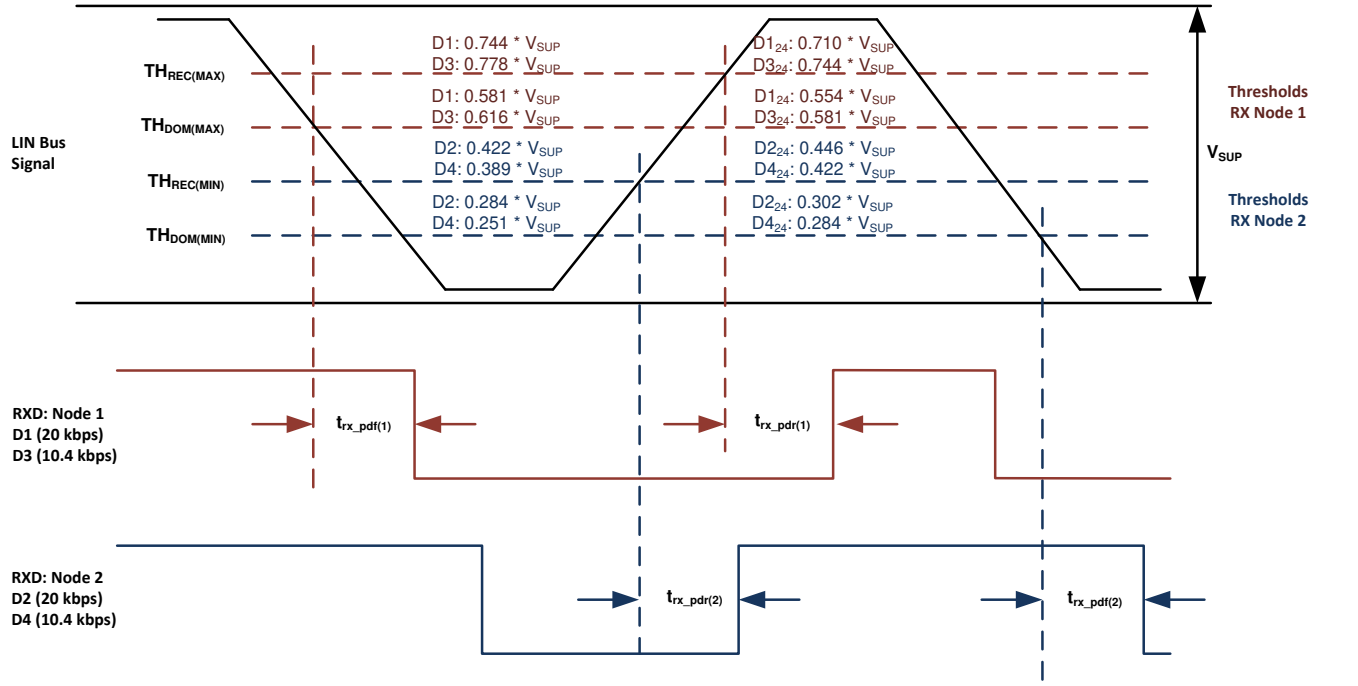 D1: 0.744 * VSUP
D3: 0.778 * VSUP
D124: 0.710 * VSUP
D324: 0.744 * VSUP
THREC(MAX)
Thresholds
RX Node 1
D1: 0.581 * VSUP
D3: 0.616 * VSUP
D124: 0.554 * VSUP
D324: 0.581 * VSUP
THDOM(MAX)
LIN Bus
Signal
VSUP
D2: 0.422 * VSUP
D4: 0.389 * VSUP
D224: 0.446 * VSUP
D424: 0.422 * VSUP
THREC(MIN)
Thresholds
RX Node 2
D2: 0.284 * VSUP
D4: 0.251 * VSUP
D224: 0.302 * VSUP
D424: 0.284 * VSUP
THDOM(MIN)
RXD: Node 1
D1 (20 kbps)
D3 (10.4 kbps)
trx_pdf(1)
trx_pdr(1)
RXD: Node 2
D2 (20 kbps)
D4 (10.4 kbps)
trx_pdr(2)
trx_pdf(2)